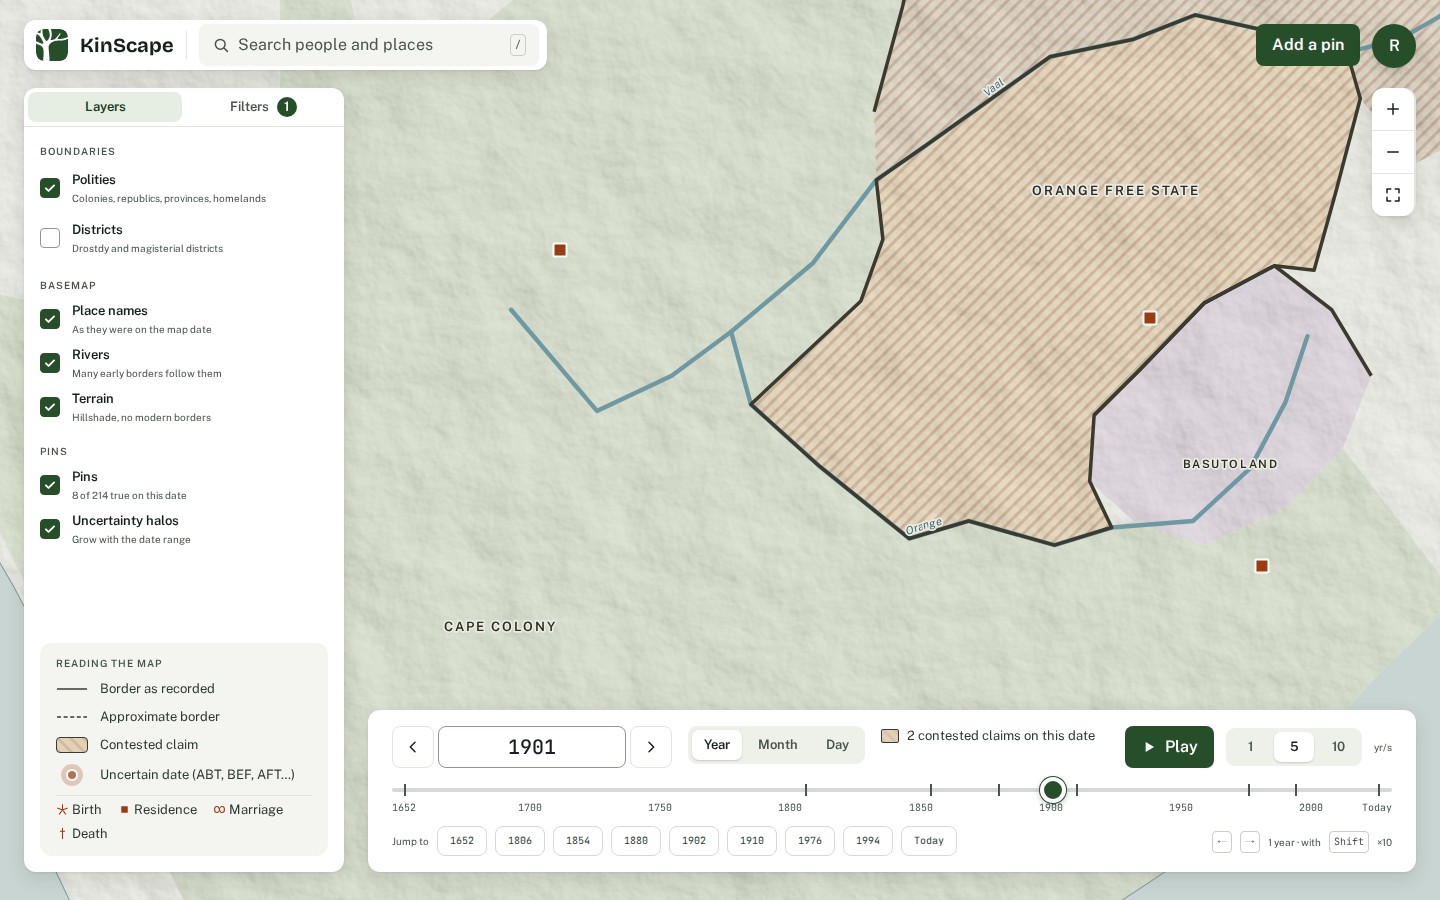 KinScape
Search people and places
/
Add a pin
R
Layers
Filters 1
BOUNDARIES
Polities
Colonies, republics, provinces, homelands
Districts
Drostdy and magisterial districts
BASEMAP
Place names
As they were on the map date
Rivers
Many early borders follow them
Terrain
Hillshade, no modern borders
PINS
Pins
8 of 214 true on this date
Uncertainty halos
Grow with the date range
READING THE MAP
Border as recorded
Approximate border
Contested claim
Uncertain date (ABT, BEF, AFT...)
Birth
Residence
Marriage
Death
Vaal
ORANGE FREE STATE
BASUTOLAND
Orange
CAPE COLONY
1901
Year
Month
Day
2 contested claims on this date
Play
1
5
10
yr/s
1652
1700
1750
1800
1850
1900
1950
2000
Today
Jump to
1652
1806
1854
1880
1902
1910
1976
1994
Today
← → 1 year · with Shift ×10